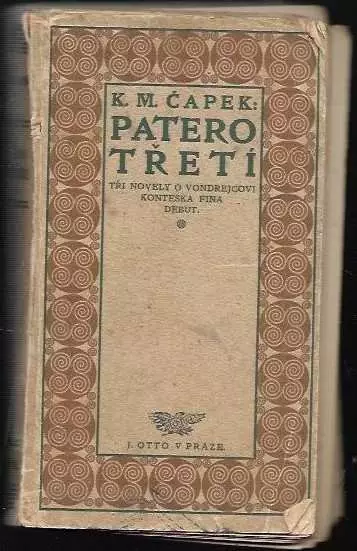 K. M. ČAPEK:
PATERO
TŘETÍ
TŘI NOVELY O VONDREJCOVI
KONTESKA FINA
DEBUT.
J. OTTO V PRAZE.